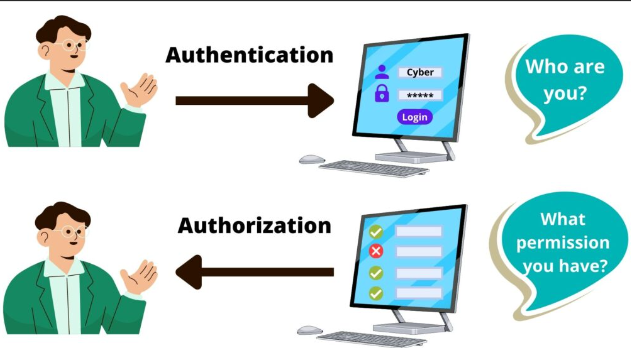 Authentication
Cyber
*****
Login
Who are
you?
Authorization
What
permission
you have?